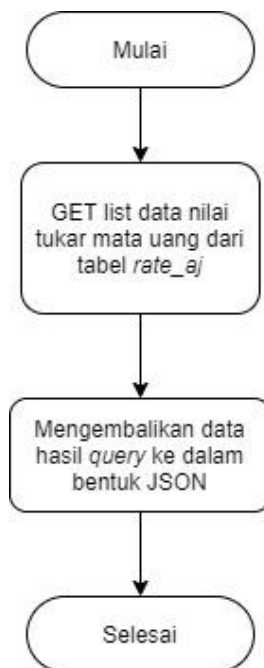 Mulai
GET list data nilai
tukar mata uang dari
tabel rate_aj
Mengembalikan data
hasil query ke dalam
bentuk JSON
Selesai